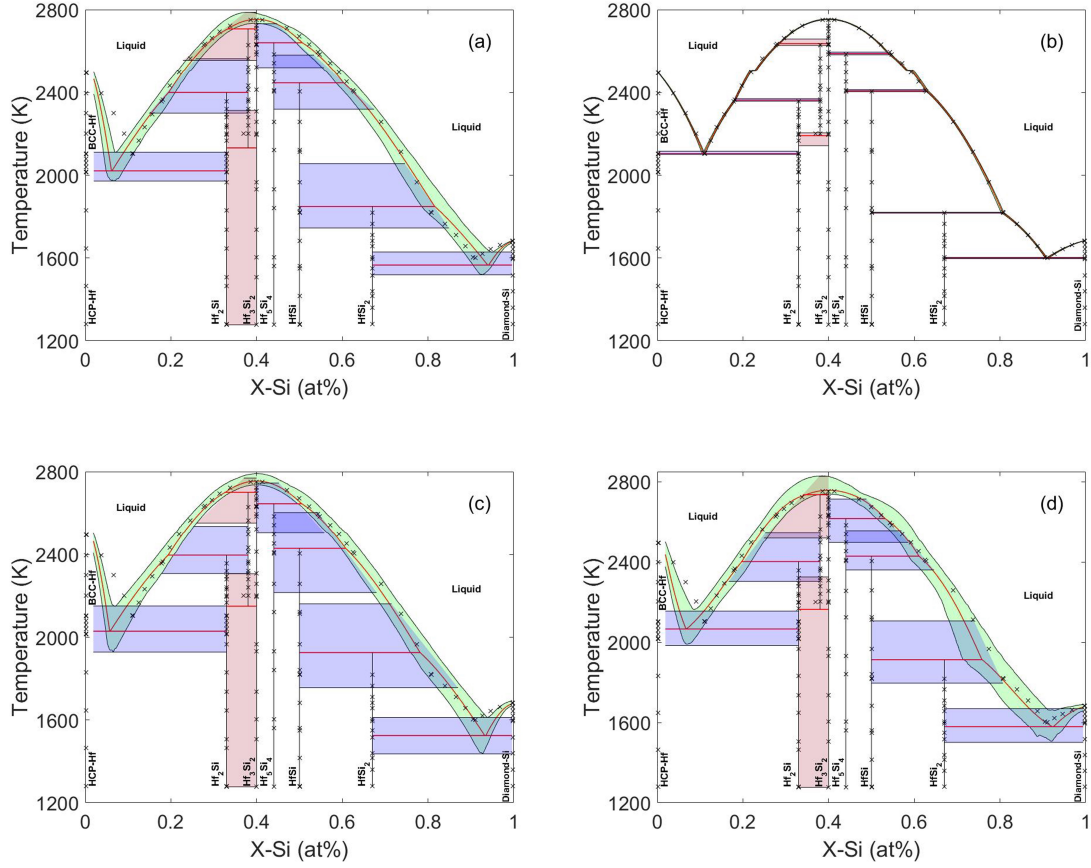 2800
2400
2000
1600
1200
Temperature (K)
0
0.2
0.4
0.6
0.8
1
X-Si (at%)
(a)
Liquid
Liquid
BCC-Hf
HCP-Hf
Hf2Si
Hf3Si2
Hf5Si4
HfSi
HfSi2
Diamond-Si
2800
2400
2000
1600
1200
Temperature (K)
0
0.2
0.4
0.6
0.8
1
X-Si (at%)
(b)
Liquid
Liquid
BCC-Hf
HCP-Hf
Hf2Si
Hf3Si2
Hf5Si4
HfSi
HfSi2
Diamond-Si
2800
2400
2000
1600
1200
Temperature (K)
0
0.2
0.4
0.6
0.8
1
X-Si (at%)
(c)
Liquid
Liquid
BCC-Hf
HCP-Hf
Hf2Si
Hf3Si2
Hf5Si4
HfSi
HfSi2
Diamond-Si
2800
2400
2000
1600
1200
Temperature (K)
0
0.2
0.4
0.6
0.8
1
X-Si (at%)
(d)
Liquid
Liquid
BCC-Hf
HCP-Hf
Hf2Si
Hf3Si2
Hf5Si4
HfSi
HfSi2
Diamond-Si